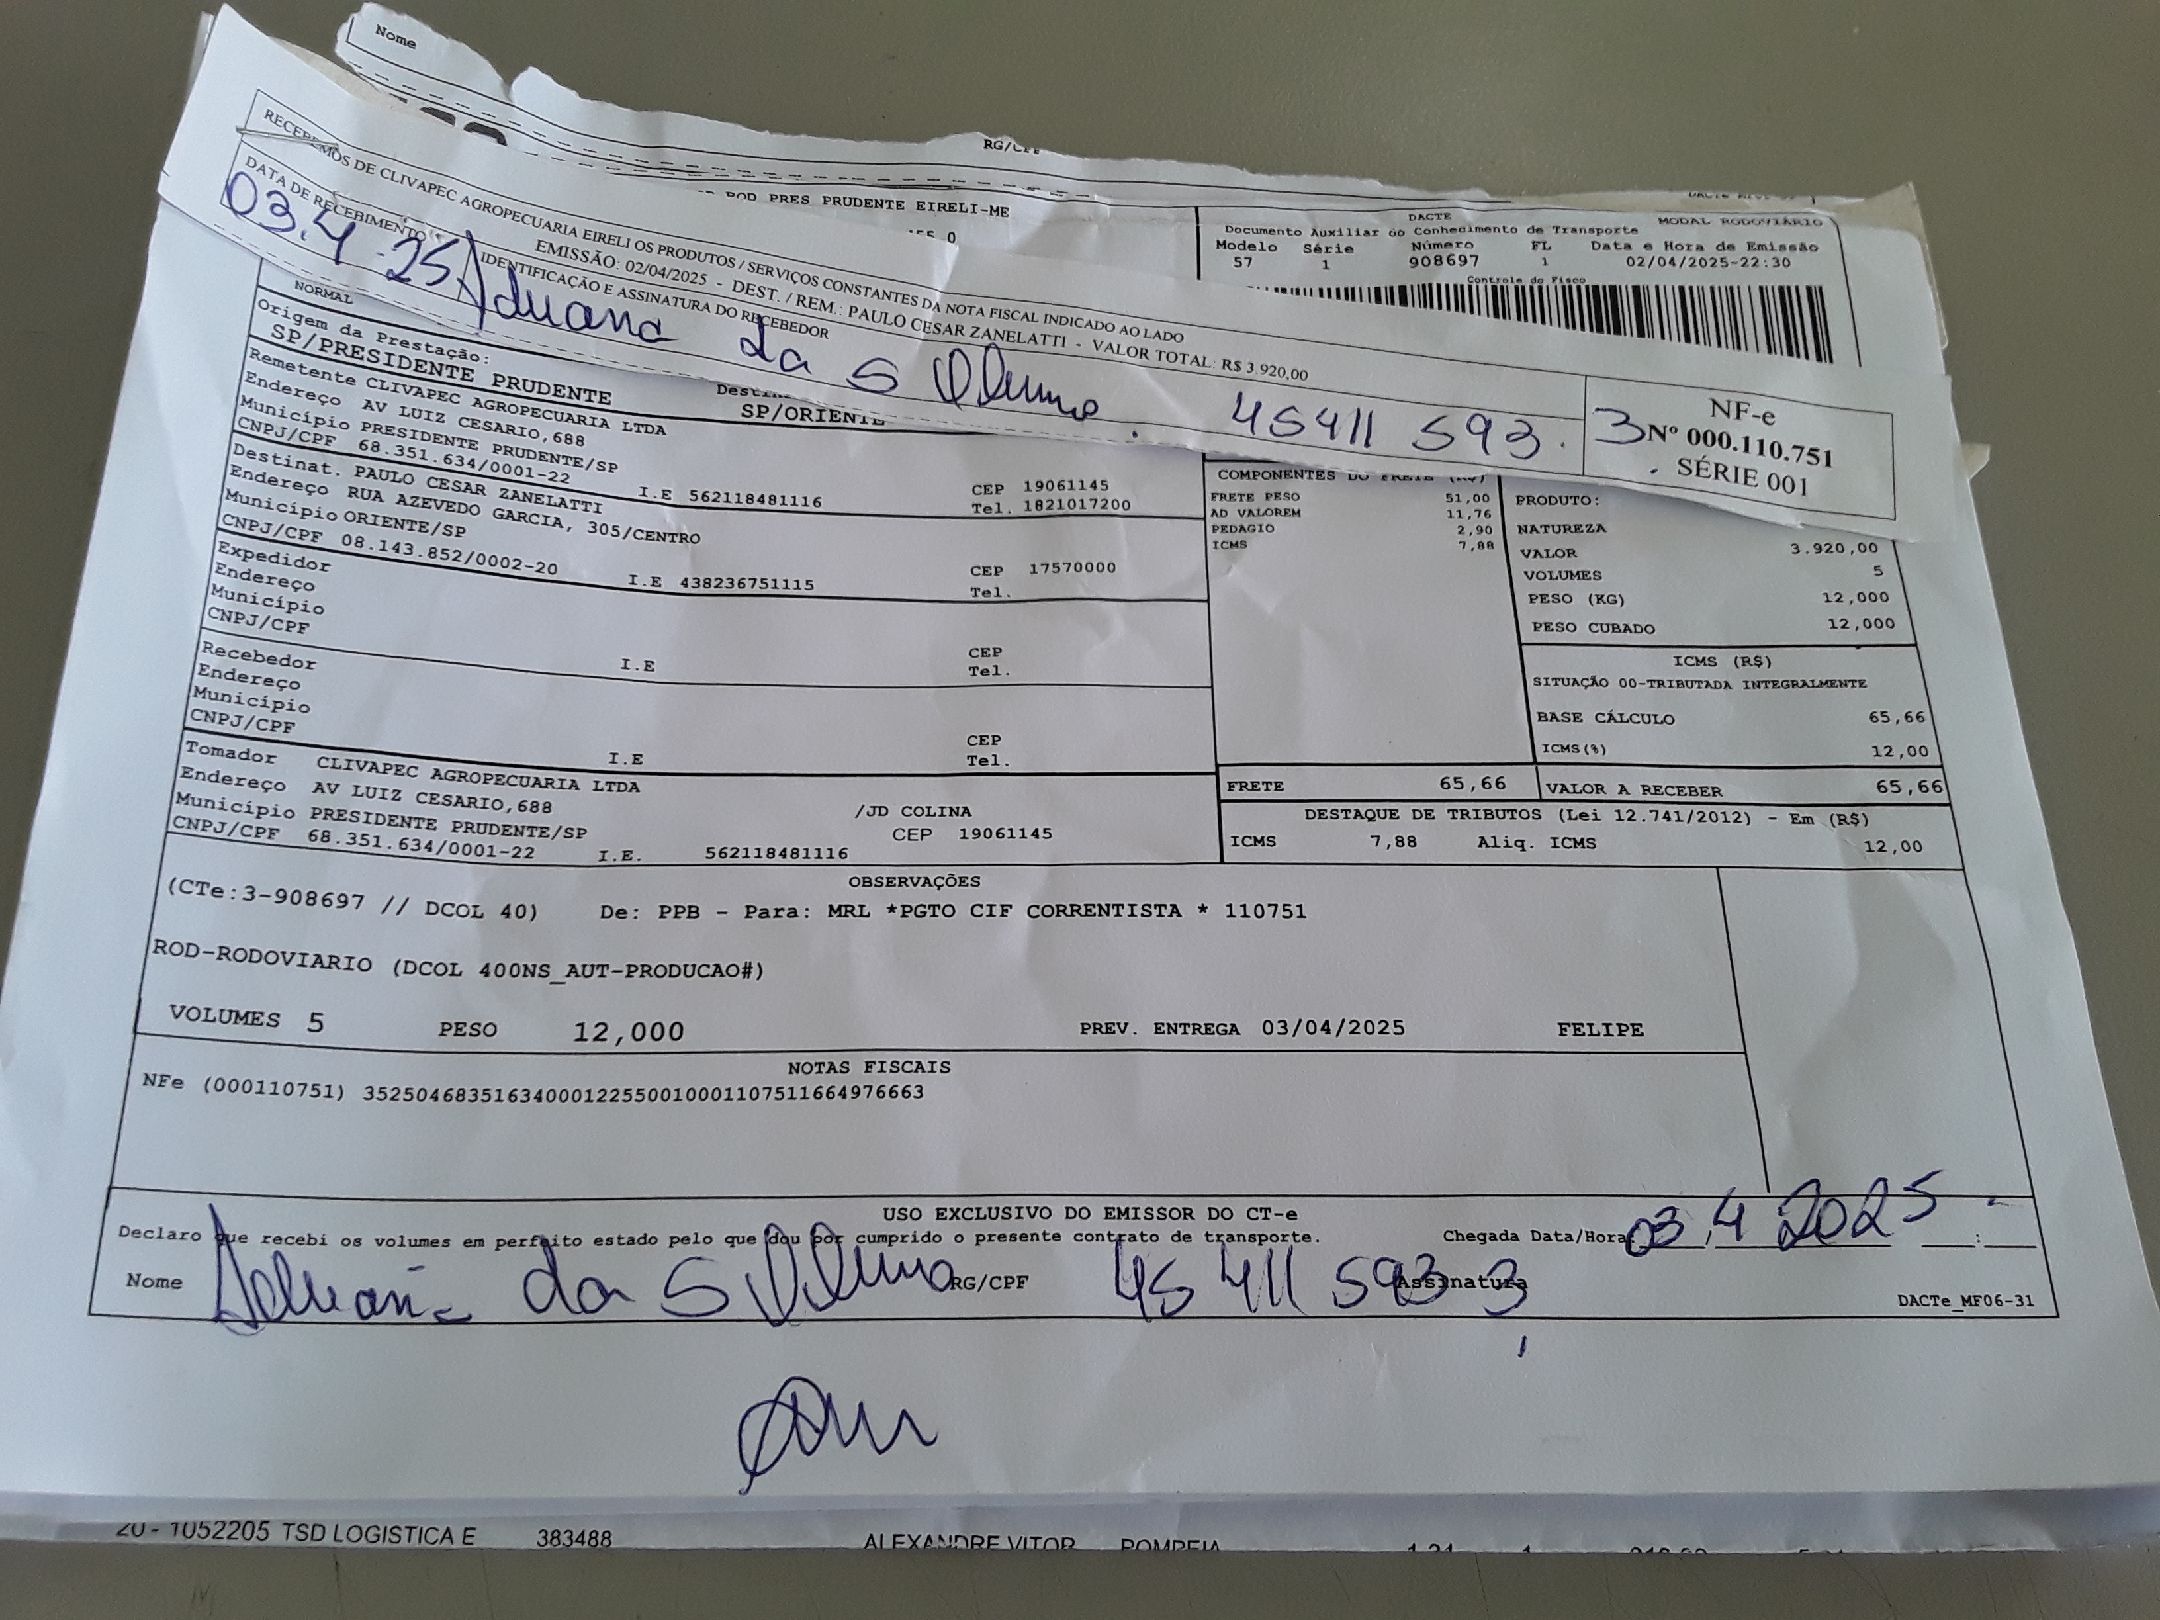 Nome
RG/CPF
ROD PRES PRUDENTE EIRELI-ME
RECEBEMOS DE CLIVAPEC AGROPECUARIA EIRELI OS PRODUTOS / SERVIÇOS CONSTANTES DA NOTA FISCAL INDICADO AO LADO
EMISSÃO: 02/04/2025 - DEST. / REM.: PAULO CESAR ZANELATTI - VALOR TOTAL: R$ 3.920,00
DATA DE RECEBIMENTO
IDENTIFICAÇÃO E ASSINATURA DO RECEBEDOR
03.4.25 Adriana da S 45411 593.3
NF-e
Nº 000.110.751
SÉRIE 001
DACTE
MODAL RODOVIÁRIO
Documento Auxiliar do Conhecimento de Transporte
Modelo Série Número FL Data e Hora de Emissão
57 1 908697 1 02/04/2025-22:30
Controle do Fisco
NORMAL
Origem da Prestação:
SP/PRESIDENTE PRUDENTE
SP/ORIENTE
Remetente CLIVAPEC AGROPECUARIA LTDA
Endereço AV LUIZ CESARIO,688
Município PRESIDENTE PRUDENTE/SP CEP 19061145
CNPJ/CPF 68.351.634/0001-22 I.E 562118481116 Tel. 1821017200
Destinat. PAULO CESAR ZANELATTI
Endereço RUA AZEVEDO GARCIA, 305/CENTRO
Município ORIENTE/SP CEP 17570000
CNPJ/CPF 08.143.852/0002-20 I.E 438236751115 Tel.
Expedidor
Endereço
Município CEP
CNPJ/CPF I.E Tel.
Recebedor
Endereço
Município CEP
CNPJ/CPF I.E Tel.
Tomador CLIVAPEC AGROPECUARIA LTDA
Endereço AV LUIZ CESARIO,688 /JD COLINA
Município PRESIDENTE PRUDENTE/SP CEP 19061145
CNPJ/CPF 68.351.634/0001-22 I.E. 562118481116
COMPONENTES DO FRETE (R$)
FRETE PESO 51,00
AD VALOREM 11,76
PEDAGIO 2,90
ICMS 7,88
PRODUTO:
NATUREZA
VALOR 3.920,00
VOLUMES 5
PESO (KG) 12,000
PESO CUBADO 12,000
ICMS (R$)
SITUAÇÃO 00-TRIBUTADA INTEGRALMENTE
BASE CÁLCULO 65,66
ICMS(%) 12,00
FRETE 65,66 VALOR A RECEBER 65,66
DESTAQUE DE TRIBUTOS (Lei 12.741/2012) - Em (R$)
ICMS 7,88 Aliq. ICMS 12,00
OBSERVAÇÕES
(CTe:3-908697 // DCOL 40) De: PPB - Para: MRL *PGTO CIF CORRENTISTA * 110751
ROD-RODOVIARIO (DCOL 400NS_AUT-PRODUCAO#)
VOLUMES 5 PESO 12,000 PREV. ENTREGA 03/04/2025 FELIPE
NOTAS FISCAIS
NFe (000110751) 35250468351634000122550010001107511664976663
USO EXCLUSIVO DO EMISSOR DO CT-e
Declaro que recebi os volumes em perfeito estado pelo que dou por cumprido o presente contrato de transporte. Chegada Data/Hora: 03.4 2025
Nome Adriana da S RG/CPF 45 411 593 3 Assinatura
DACTe_MF06-31
20 - 1052205 TSD LOGISTICA E 383488 ALEXANDRE VITOR POMPEIA